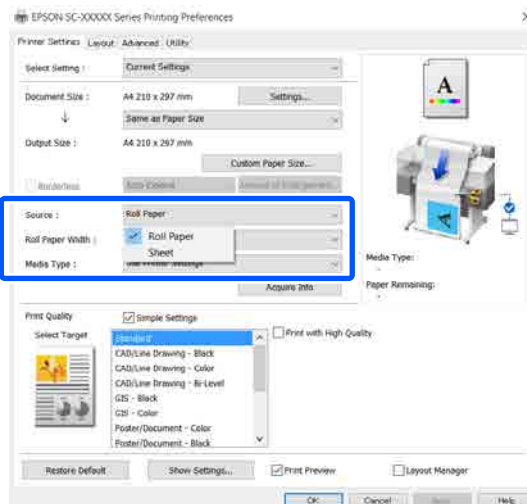 EPSON SC-XXXXX Series Printing Preferences
Printer Settings Layout Advanced Utility
Select Setting : Current Settings
Document Size : A4 210 x 297 mm Settings...
Same as Paper Size
Output Size : A4 210 x 297 mm
Custom Paper Size...
Borderless Auto Expand
Source : Roll Paper
Roll Paper Width :
Roll Paper
Sheet
Media Type : Use Printer Settings
Acquire Info
A
A
Media Type:
-
Paper Remaining:
-
Print Quality Simple Settings
Select Target
Standard
CAD/Line Drawing - Black
CAD/Line Drawing - Color
CAD/Line Drawing - Bi-Level
GIS - Black
GIS - Color
Poster/Document - Color
Poster/Document - Black
Print with High Quality
Restore Default Show Settings... Print Preview Layout Manager
OK Cancel Help